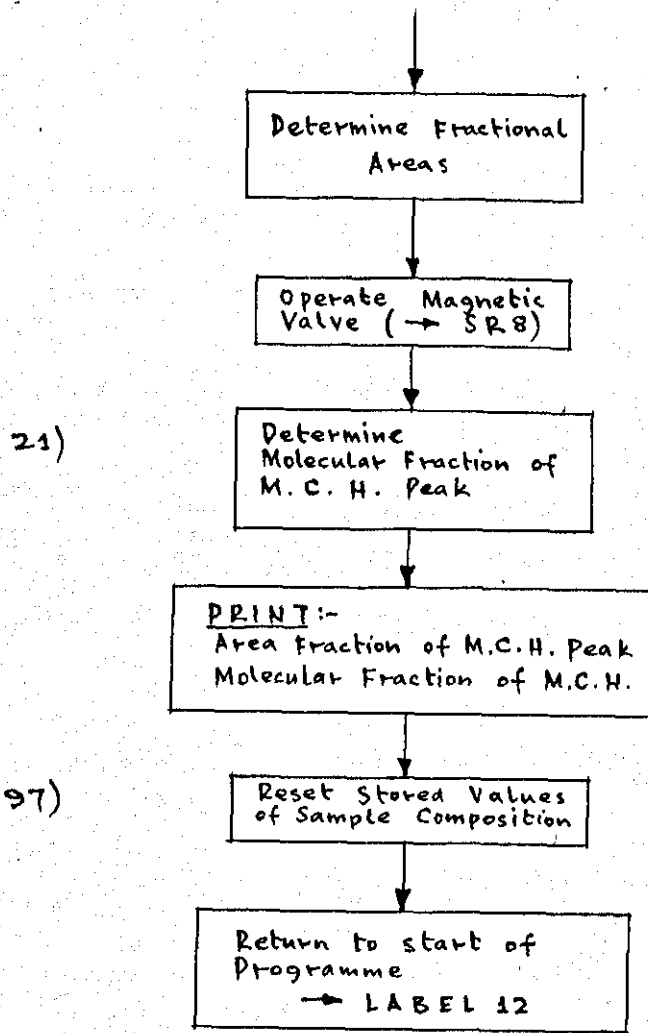 Determine Fractional
Areas
Operate Magnetic
Valve (→ SR8)
21)
Determine
Molecular Fraction of
M.C.H. Peak
PRINT:-
Area Fraction of M.C.H. Peak
Molecular Fraction of M.C.H.
97)
Reset Stored Values
of Sample Composition
Return to start of
Programme
→ LABEL 12